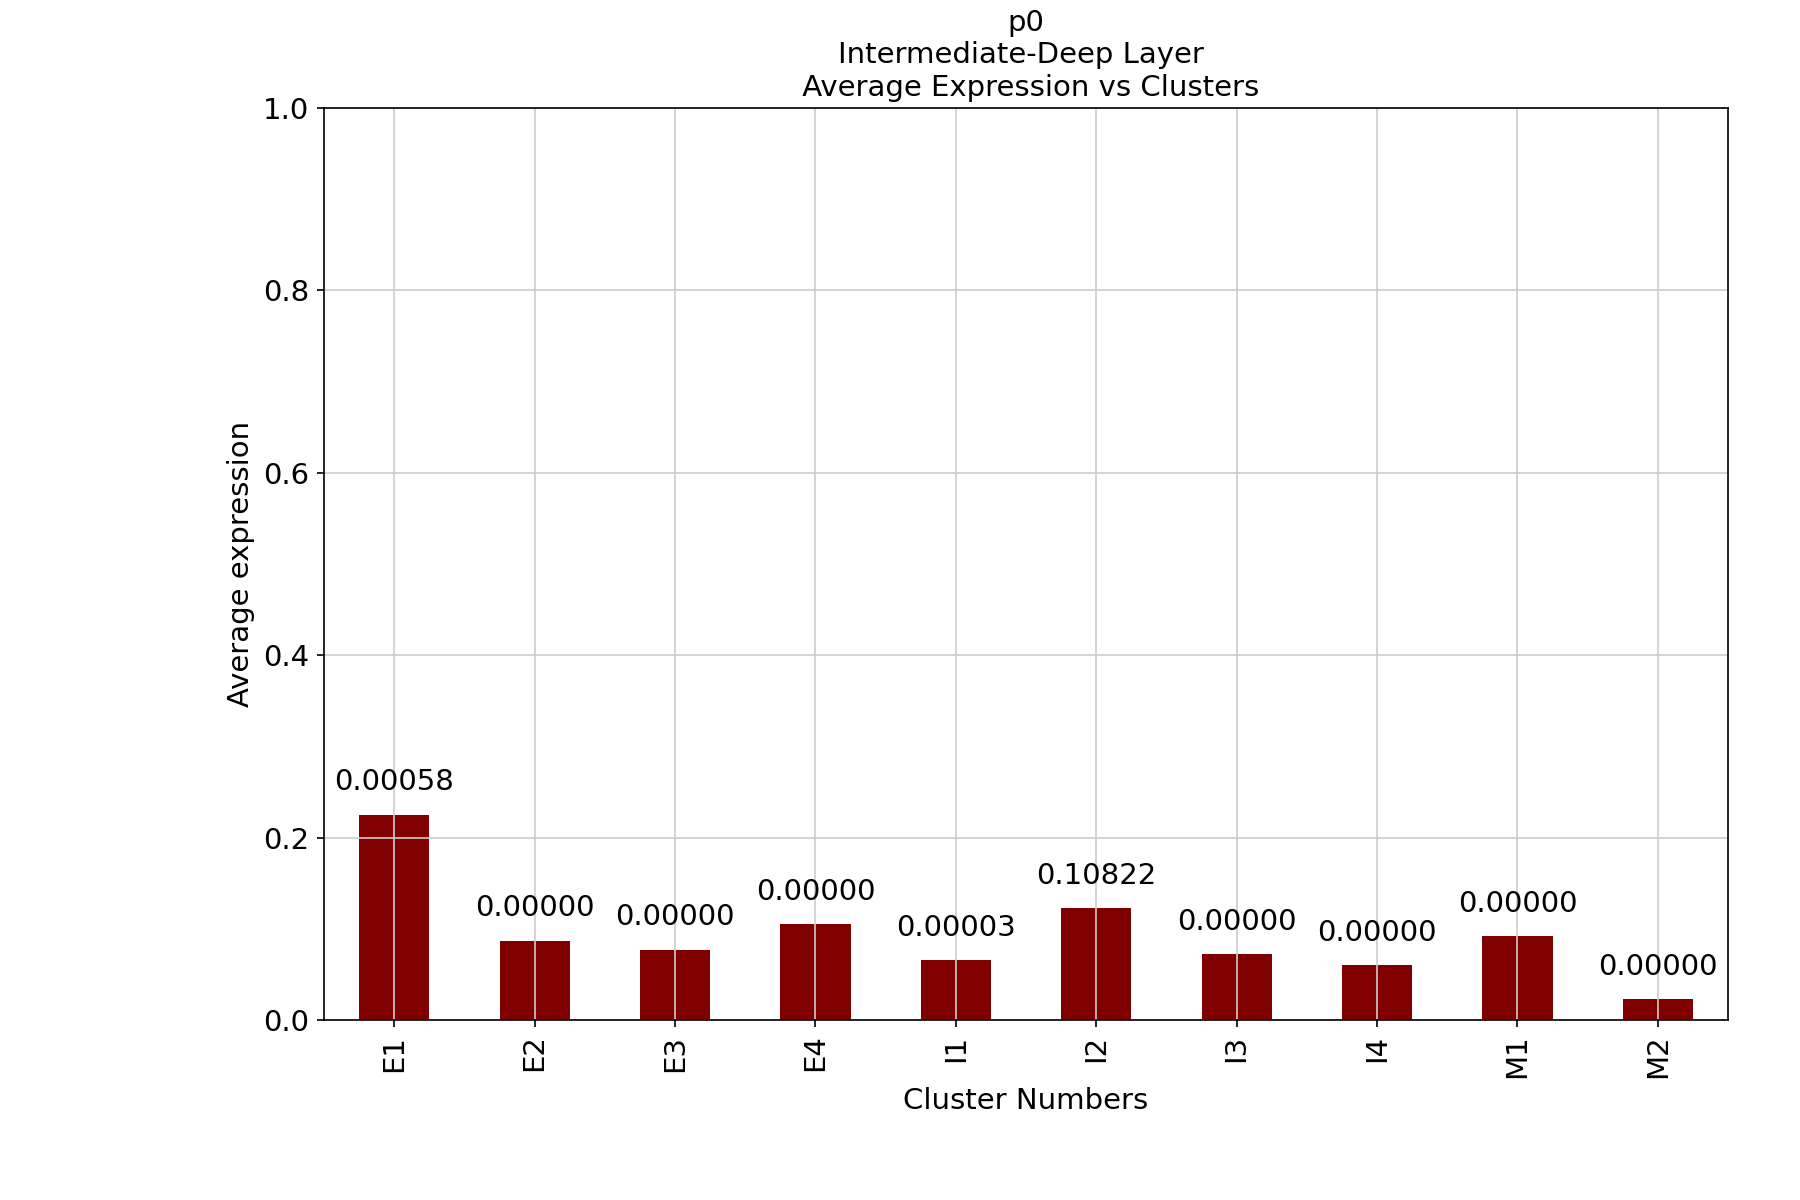 p0
Intermediate-Deep Layer
Average Expression vs Clusters
1.0
0.8
0.6
0.4
0.2
0.0
Average expression
0.00058
0.00000
0.00000
0.00000
0.00003
0.10822
0.00000
0.00000
0.00000
0.00000
E1
E2
E3
E4
I1
I2
I3
I4
M1
M2
Cluster Numbers